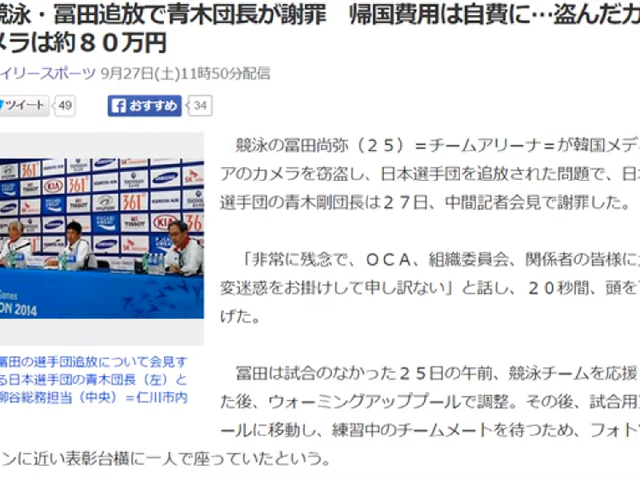 競泳・冨田追放で青木団長が謝罪　帰国費用は自費に…盗んだカ
メラは約８０万円
イリースポーツ 9月27日(土)11時50分配信
ツイート 49 おすすめ 34
競泳の冨田尚弥（２５）＝チームアリーナ＝が韓国メデ
アのカメラを窃盗し、日本選手団を追放された問題で、日
選手団の青木剛団長は２７日、中間記者会見で謝罪した。
「非常に残念で、ＯＣＡ、組織委員会、関係者の皆様に
変迷惑をお掛けして申し訳ない」と話し、２０秒間、頭を
げた。
冨田は試合のなかった２５日の午前、競泳チームを応援
た後、ウォーミングアッププールで調整。その後、試合用
ールに移動し、練習中のチームメートを待つため、フォト
ンに近い表彰台横に一人で座っていたという。
361°
KIA
TISSOT
SAMSUNG
Games
ON 2014
冨田の選手団追放について会見す
る日本選手団の青木団長（左）と
柳谷総務担当（中央）＝仁川市内